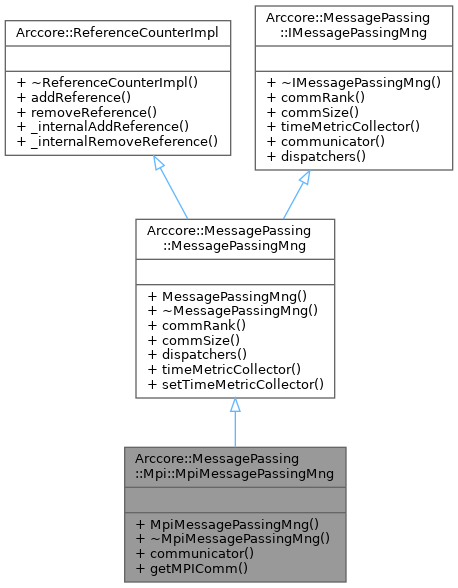 Arccore::ReferenceCounterImpl
+ ~ReferenceCounterImpl()
+ addReference()
+ removeReference()
+ _internalAddReference()
+ _internalRemoveReference()
Arccore::MessagePassing
::IMessagePassingMng
+ ~IMessagePassingMng()
+ commRank()
+ commSize()
+ timeMetricCollector()
+ communicator()
+ dispatchers()
Arccore::MessagePassing
::MessagePassingMng
+ MessagePassingMng()
+ ~MessagePassingMng()
+ commRank()
+ commSize()
+ dispatchers()
+ timeMetricCollector()
+ setTimeMetricCollector()
Arccore::MessagePassing
::Mpi::MpiMessagePassingMng
+ MpiMessagePassingMng()
+ ~MpiMessagePassingMng()
+ communicator()
+ getMPIComm()